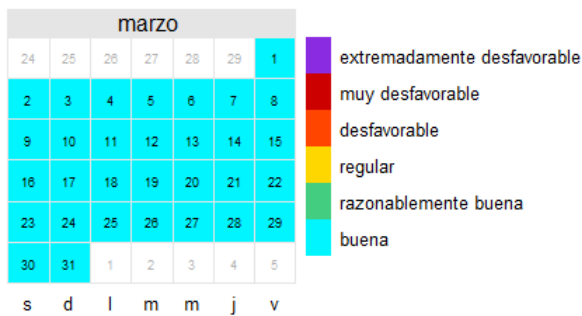 marzo
24 25 26 27 28 29 1
2 3 4 5 6 7 8
9 10 11 12 13 14 15
16 17 18 19 20 21 22
23 24 25 26 27 28 29
30 31 1 2 3 4 5
s d l m m j v
extremadamente desfavorable
muy desfavorable
desfavorable
regular
razonablemente buena
buena